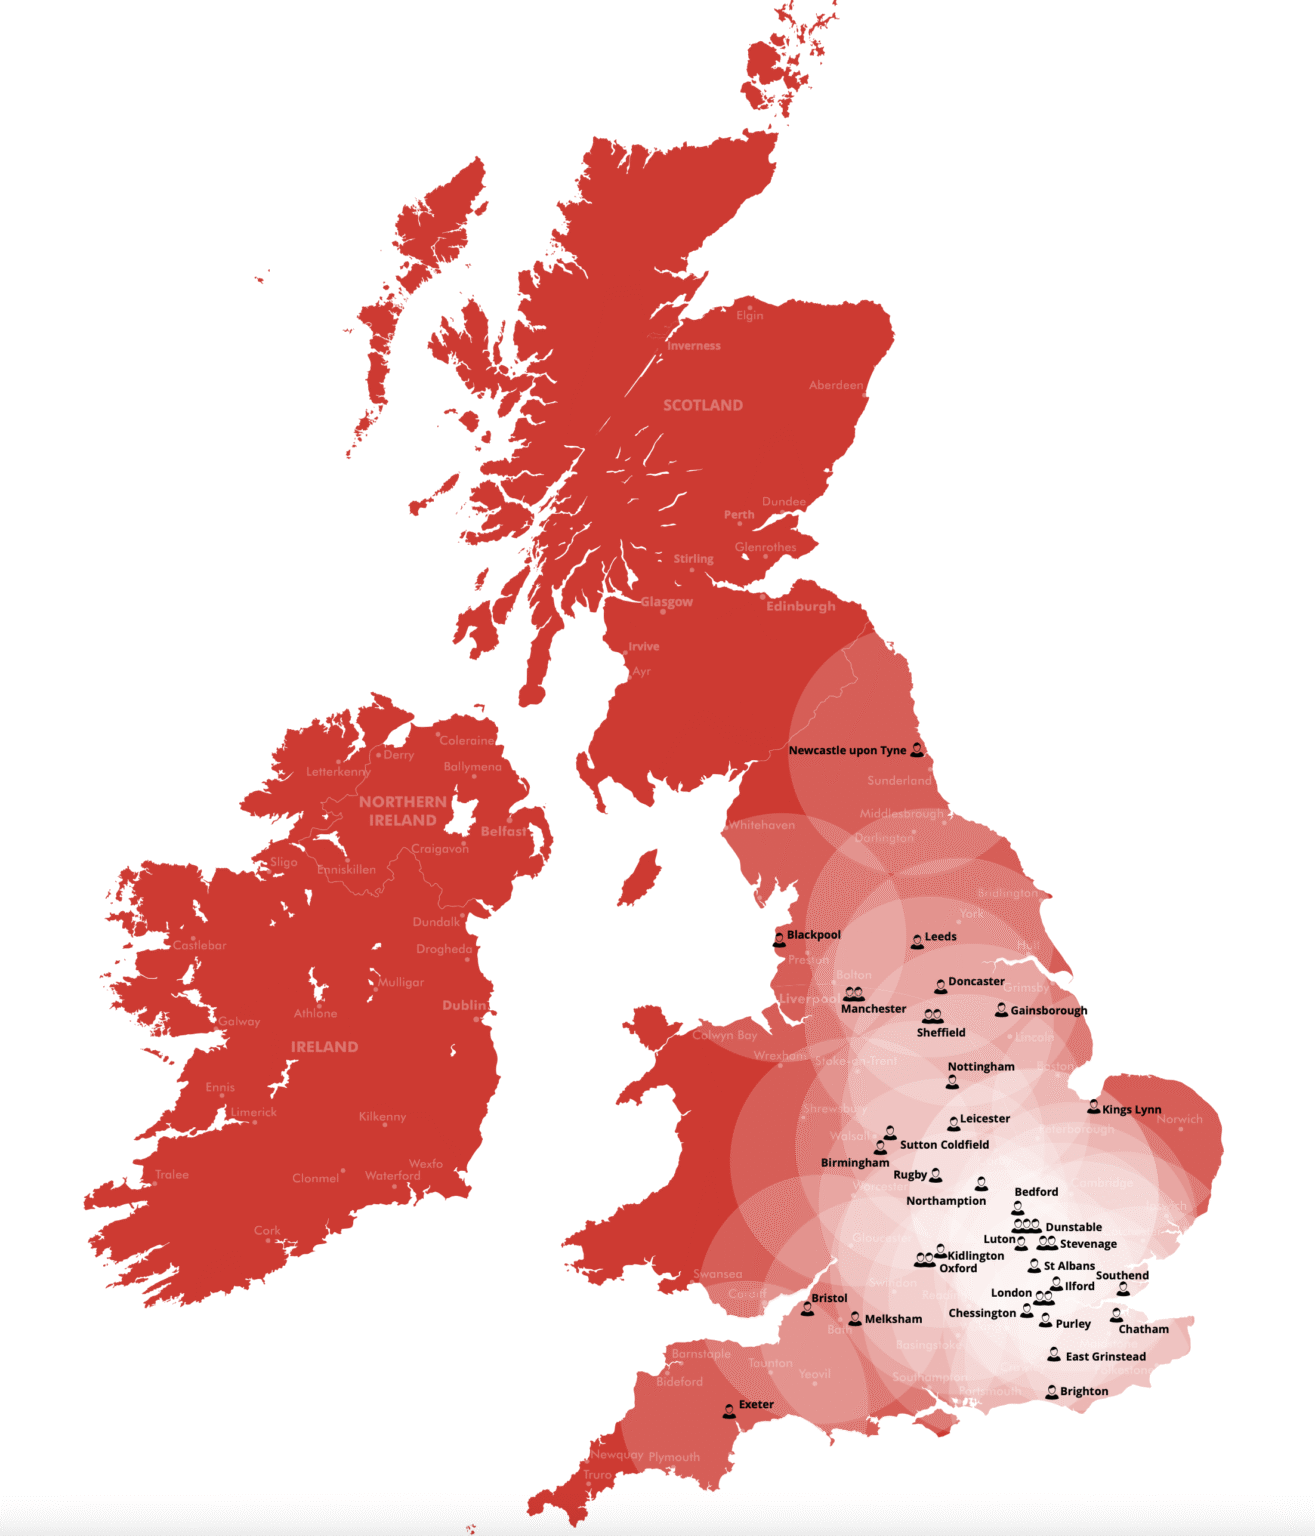 Elgin
Inverness
Aberdeen
SCOTLAND
Dundee
Perth
Glenrothes
Stirling
Glasgow
Edinburgh
Irvive
Ayr
Coleraine
Derry
Newcastle upon Tyne
Letterkenny
Ballymena
Sunderland
NORTHERN
IRELAND
Belfast
Middlesbrough
Whitehaven
Darlington
Craigavon
Sligo
Enniskillen
Bridlington
York
Dundalk
Blackpool
Leeds
Castlebar
Drogheda
Hull
Preston
Bolton
Mulligar
Doncaster
Grimsby
Liverpool
Dublin
Manchester
Gainsborough
Athlone
Galway
Sheffield
Colwyn Bay
Lincoln
IRELAND
Wrexham
Stoke-on-Trent
Nottingham
Boston
Ennis
Limerick
Kilkenny
Shrewsbury
Kings Lynn
Norwich
Leicester
Peterborough
Walsall
Sutton Coldfield
Birmingham
Wexfo
Tralee
Clonmel
Waterford
Rugby
Worcester
Cambridge
Bedford
Northampton
Ipswich
Cork
Dunstable
Gloucester
Luton
Stevenage
Kidlington
Oxford
St Albans
Swansea
Southend
Swindon
Ilford
Cardiff
London
Bristol
Chessington
Melksham
Purley
Chatham
Bath
Basingstoke
Barnstaple
East Grinstead
Taunton
Yeovil
Bideford
Southampton
Portsmouth
Brighton
Exeter
Newquay
Plymouth
Truro